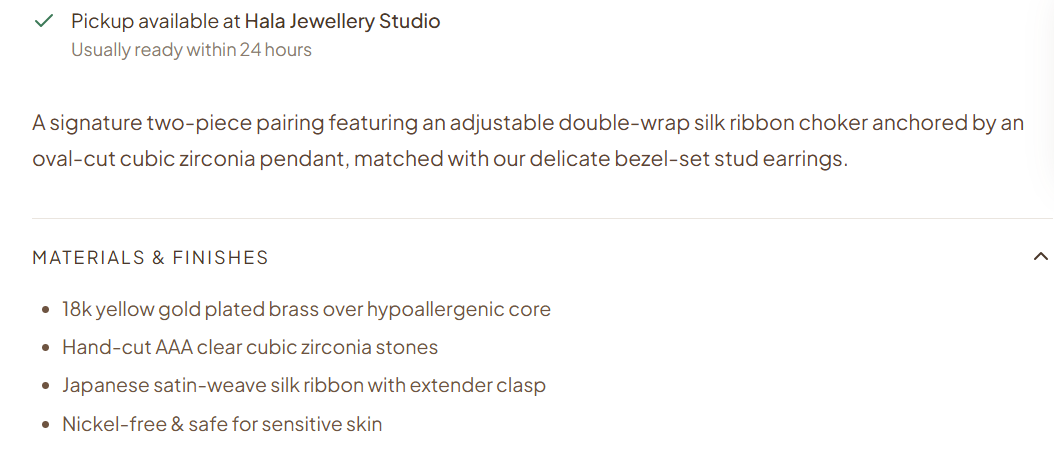 Pickup available at Hala Jewellery Studio
Usually ready within 24 hours
A signature two-piece pairing featuring an adjustable double-wrap silk ribbon choker anchored by an
oval-cut cubic zirconia pendant, matched with our delicate bezel-set stud earrings.
MATERIALS & FINISHES
18k yellow gold plated brass over hypoallergenic core
Hand-cut AAA clear cubic zirconia stones
Japanese satin-weave silk ribbon with extender clasp
Nickel-free & safe for sensitive skin